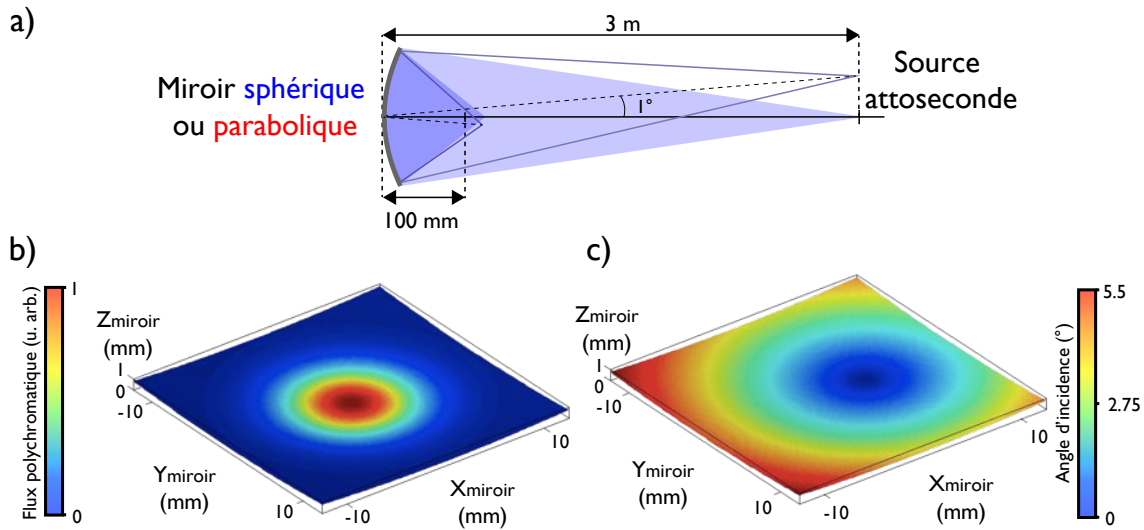 a)
3 m
Miroir sphérique
ou parabolique
1°
Source
attoseconde
100 mm
b)
Flux polychromatique (u. arb.)
1
0
Zmiroir
(mm)
1
0
-10
Ymiroir
(mm)
10
-10
Xmiroir
(mm)
10
c)
Zmiroir
(mm)
1
0
-10
Ymiroir
(mm)
10
-10
Xmiroir
(mm)
10
Angle d'incidence (°)
5.5
2.75
0